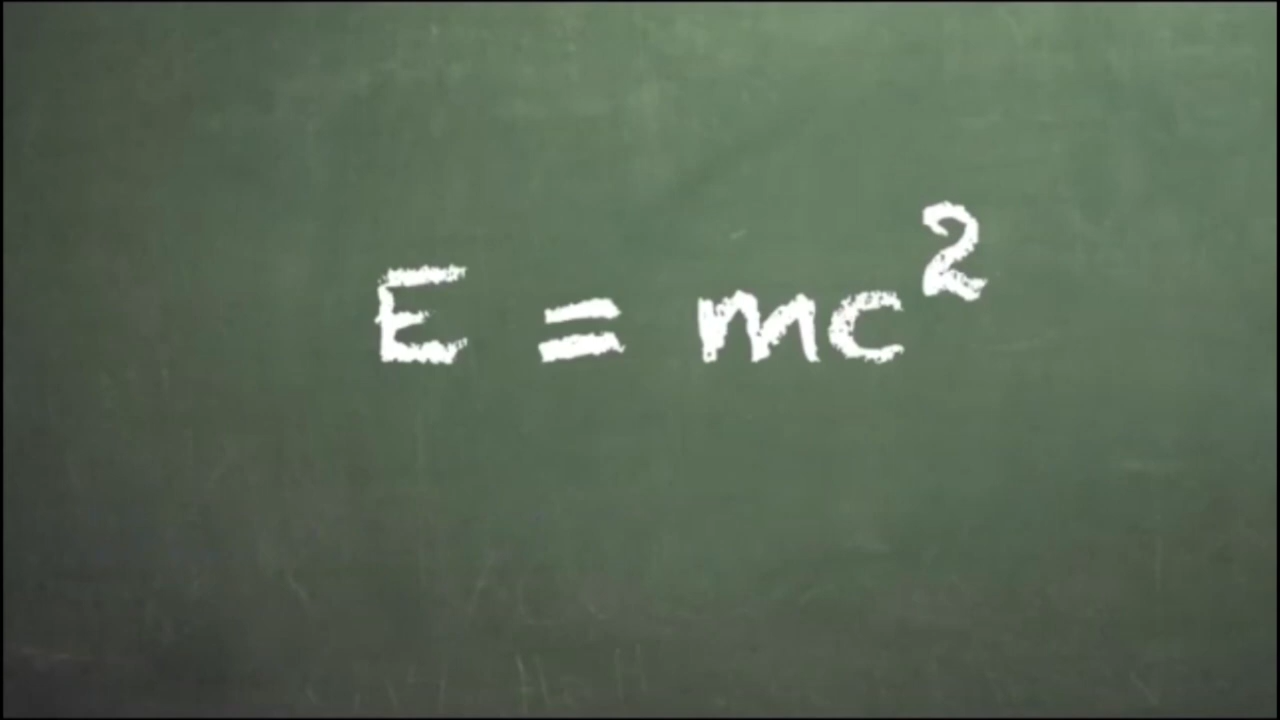 E = mc²